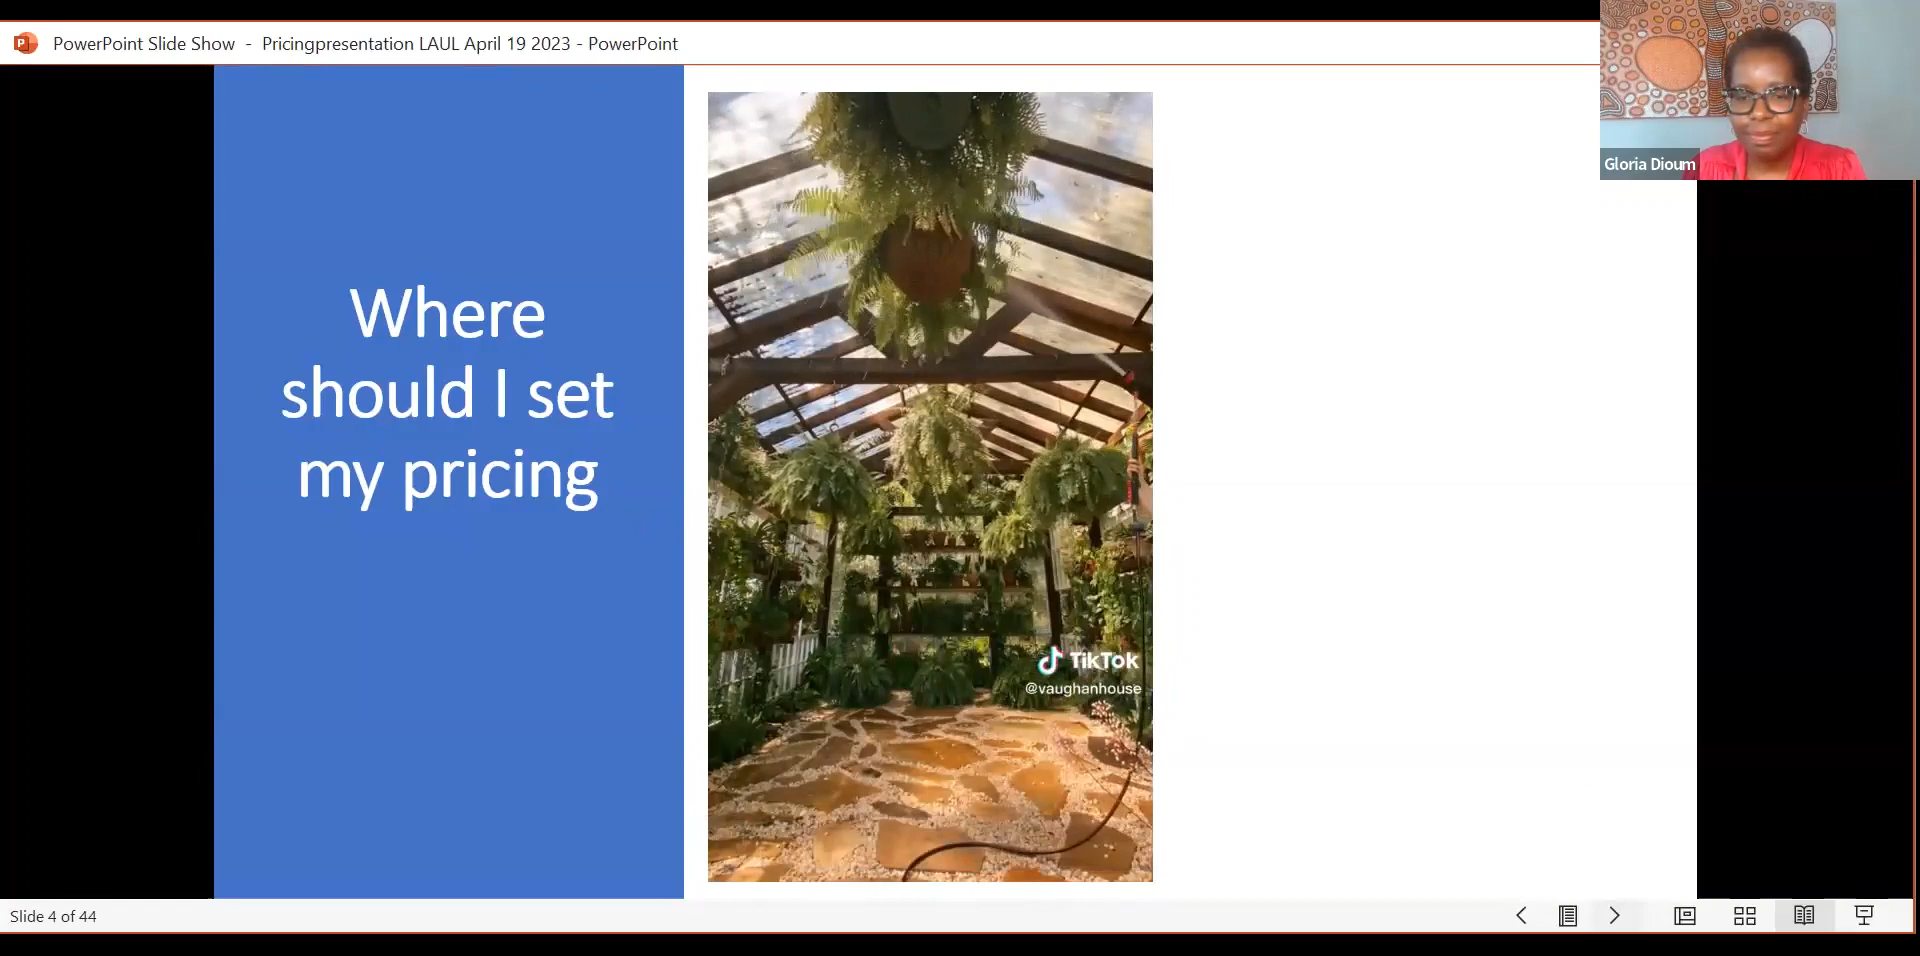 PowerPoint Slide Show - Pricingpresentation LAUL April 19 2023 - PowerPoint
Gloria Dioum
Where
should I set
my pricing
TikTok
@vaughanhouse
Slide 4 of 44